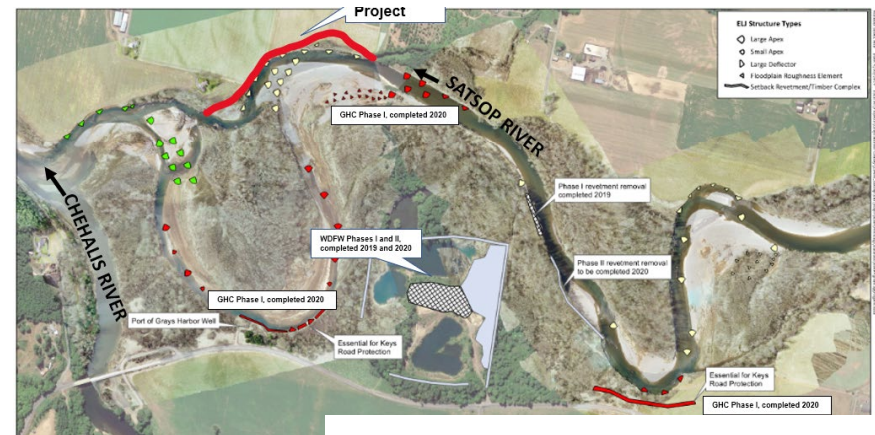 Project
ELJ Structure Types
Large Apex
Small Apex
Large Deflector
Floodplain Roughness Element
Setback Revetment/Timber Complex
SATSOP RIVER
GHC Phase I, completed 2020
Phase I revetment removal
completed 2019
CHEHALIS RIVER
WDFW Phases I and II,
completed 2019 and 2020
Phase II revetment removal
to be completed 2020
GHC Phase I, completed 2020
Port of Grays Harbor Well
Essential for Keys
Road Protection
Essential for Keys
Road Protection
GHC Phase I, completed 2020